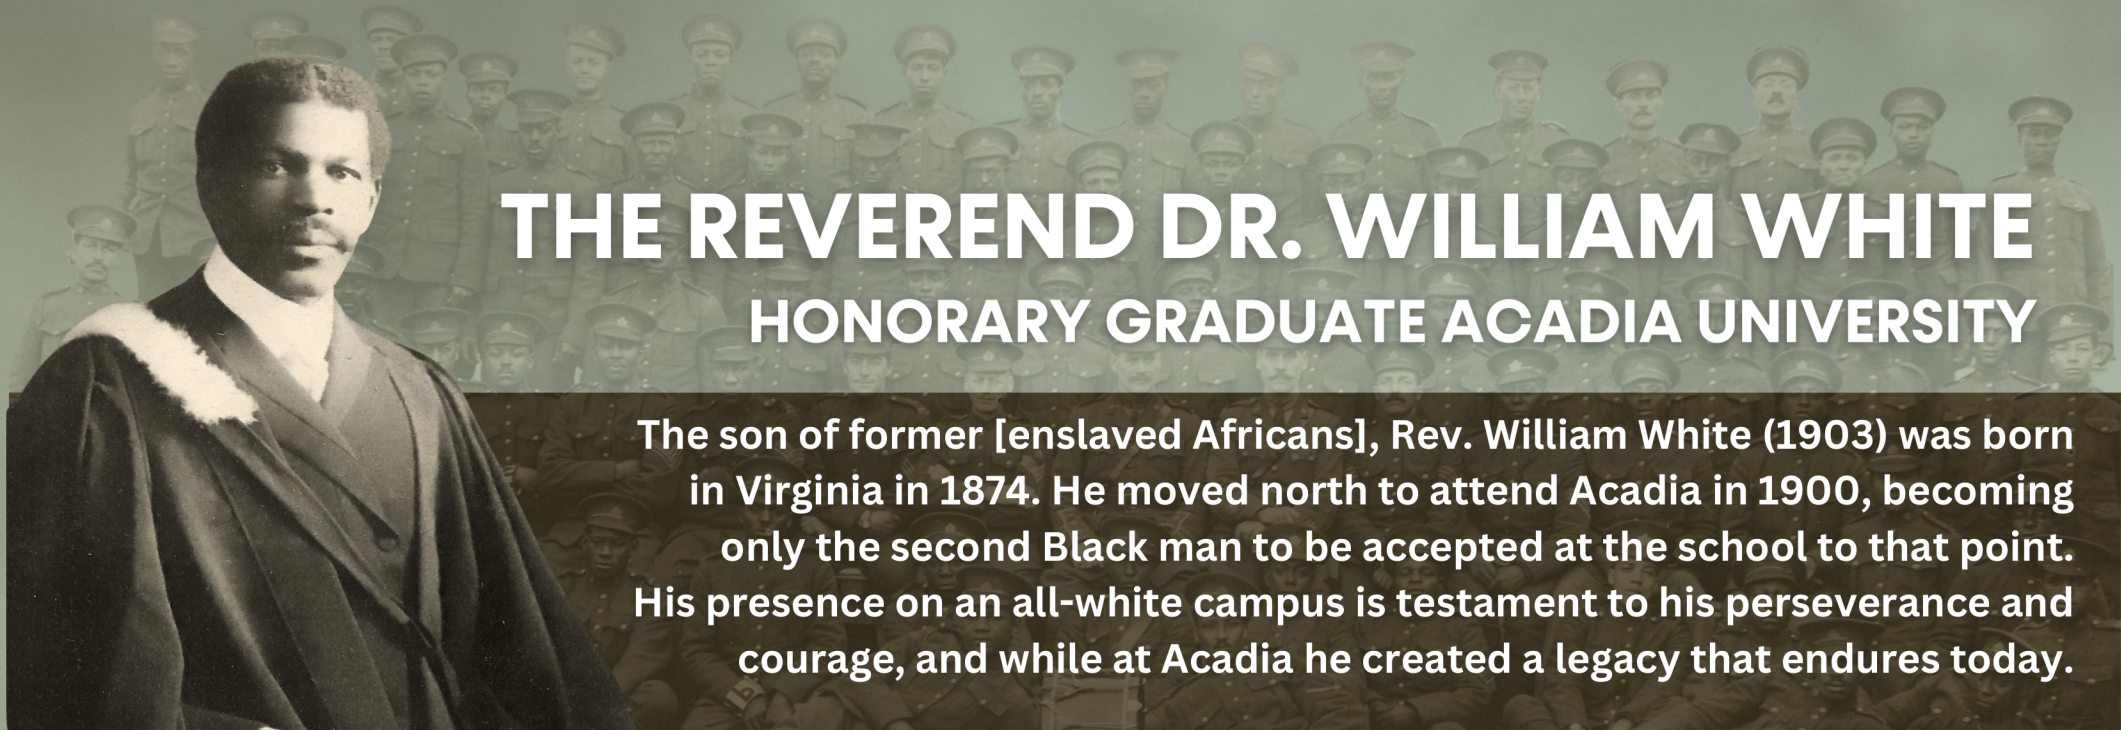 THE REVEREND DR. WILLIAM WHITE
HONORARY GRADUATE ACADIA UNIVERSITY
The son of former [enslaved Africans], Rev. William White (1903) was born
in Virginia in 1874. He moved north to attend Acadia in 1900, becoming
only the second Black man to be accepted at the school to that point.
His presence on an all-white campus is testament to his perseverance and
courage, and while at Acadia he created a legacy that endures today.